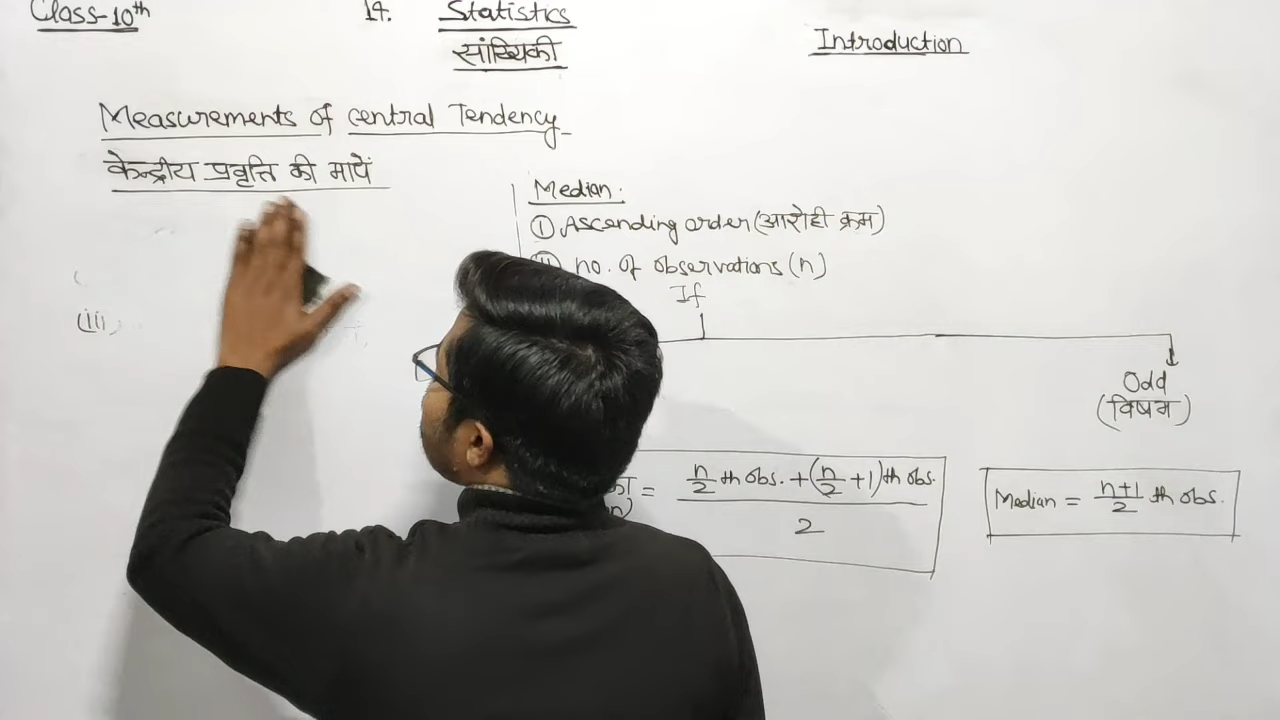 Class-10th
14. Statistics
सांख्यिकी
Introduction
Measurements of central Tendency
केन्द्रीय प्रवृत्ति की मापें
(iii)
Median:
① Ascending order (आरोही क्रम)
no. of observations (n)
If
Odd
(विषम)
= n/2 th obs. + (n/2 + 1) th obs.
2
Median = n+1/2 th obs.